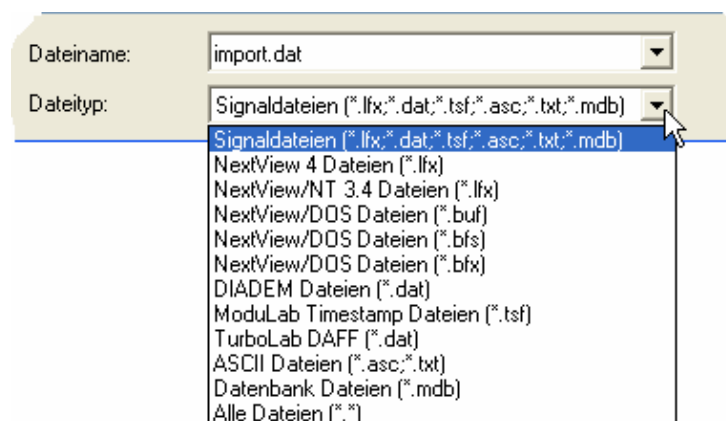 Dateiname: import.dat
Dateityp: Signaldateien (*.lfx;*.dat;*.tsf;*.asc;*.txt;*.mdb)
Signaldateien (*.lfx;*.dat;*.tsf;*.asc;*.txt;*.mdb)
NextView 4 Dateien (*.lfx)
NextView/NT 3.4 Dateien (*.lfx)
NextView/DOS Dateien (*.buf)
NextView/DOS Dateien (*.bfs)
NextView/DOS Dateien (*.bfx)
DIADEM Dateien (*.dat)
ModuLab Timestamp Dateien (*.tsf)
TurboLab DAFF (*.dat)
ASCII Dateien (*.asc;*.txt)
Datenbank Dateien (*.mdb)
Alle Dateien (*.*)